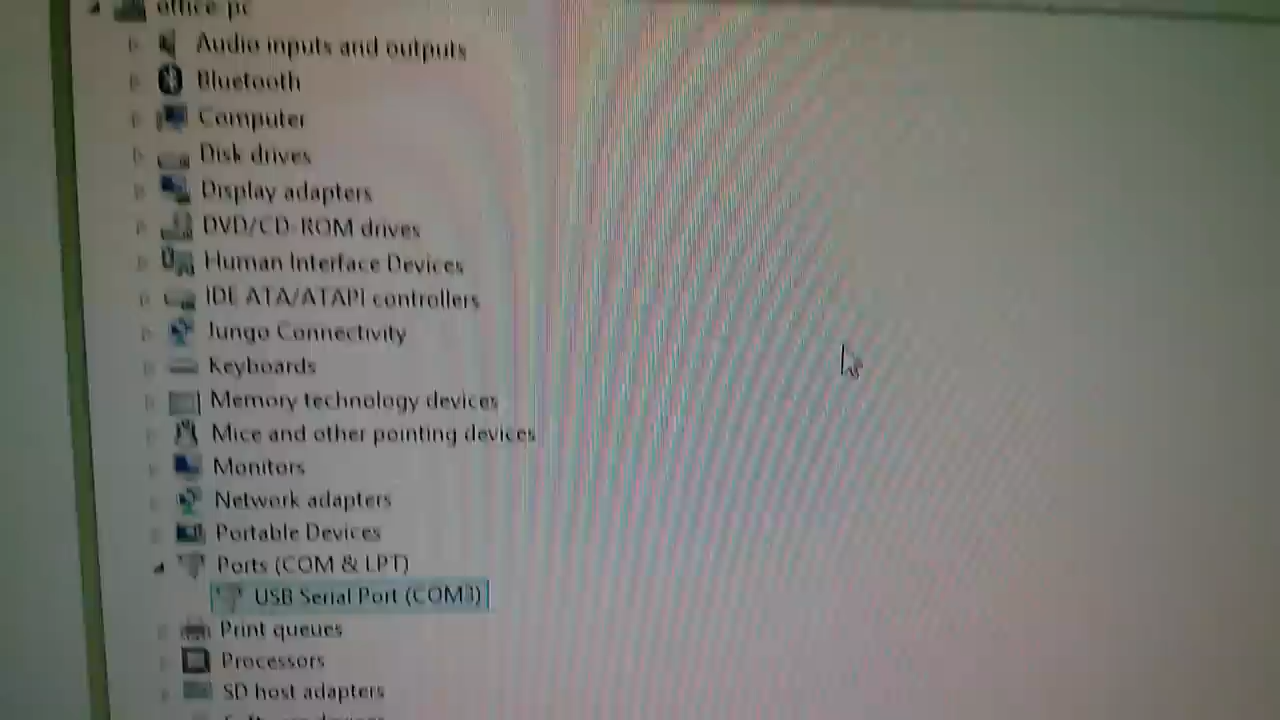 office-pc
Audio inputs and outputs
Bluetooth
Computer
Disk drives
Display adapters
DVD/CD-ROM drives
Human Interface Devices
IDE ATA/ATAPI controllers
Jungo Connectivity
Keyboards
Memory technology devices
Mice and other pointing devices
Monitors
Network adapters
Portable Devices
Ports (COM & LPT)
USB Serial Port (COM3)
Print queues
Processors
SD host adapters